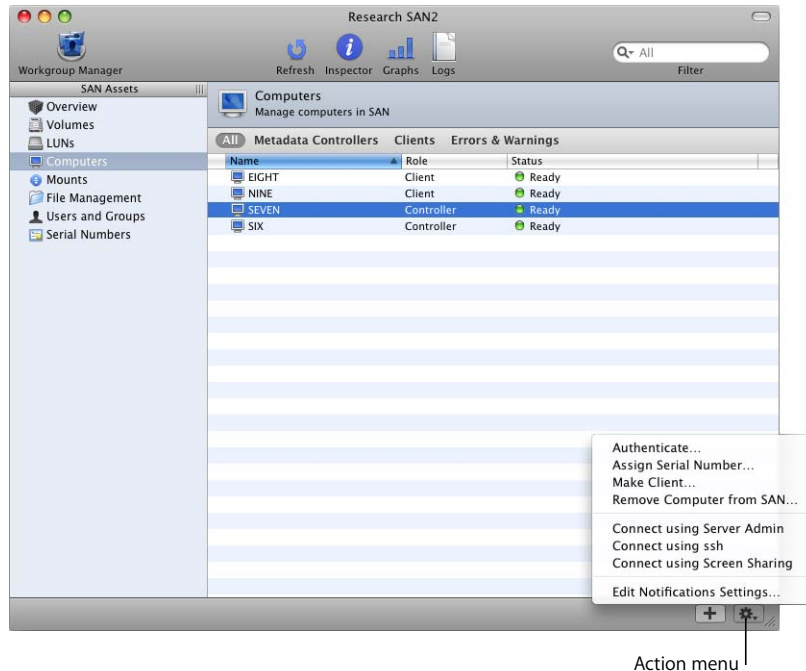 Research SAN2
Workgroup Manager
Refresh Inspector Graphs Logs
All
Filter
SAN Assets
Overview
Volumes
LUNs
Computers
Mounts
File Management
Users and Groups
Serial Numbers
Computers
Manage computers in SAN
All Metadata Controllers Clients Errors & Warnings
Name Role Status
EIGHT Client Ready
NINE Client Ready
SEVEN Controller Ready
SIX Controller Ready
Authenticate...
Assign Serial Number...
Make Client...
Remove Computer from SAN...
Connect using Server Admin
Connect using ssh
Connect using Screen Sharing
Edit Notifications Settings...
Action menu